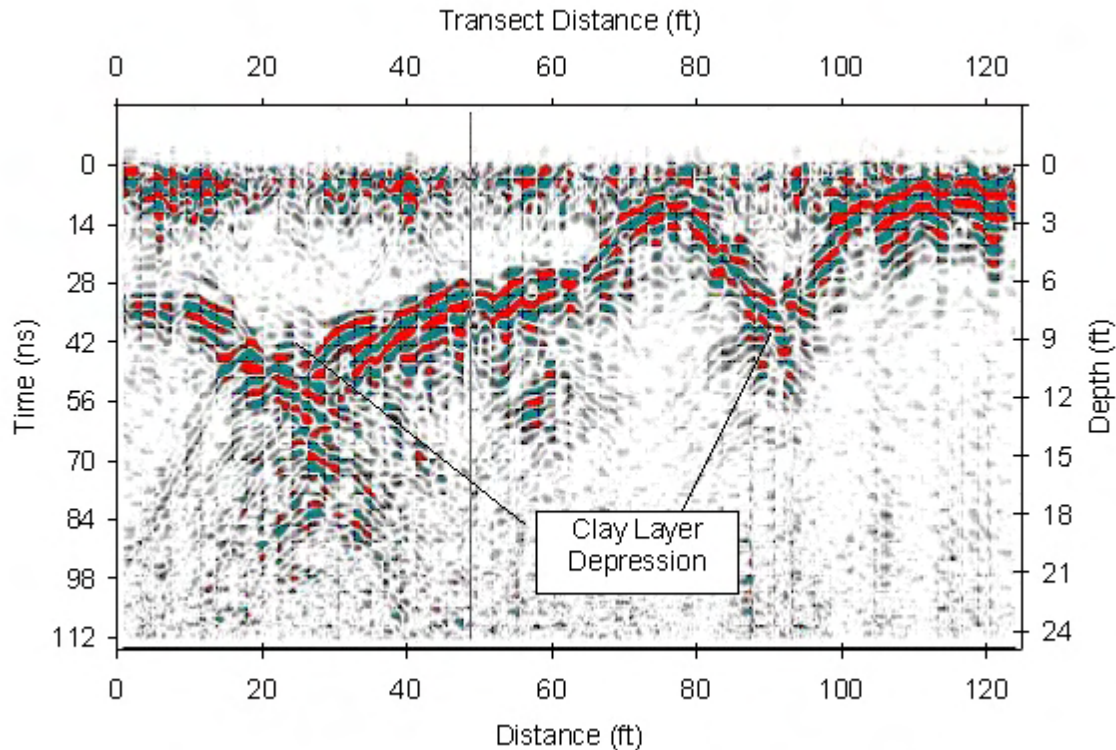 Transect Distance (ft)
0 20 40 60 80 100 120
Time (ns)
0 0
14 3
28 6
42 9
56 12
70 15
84 18
98 21
112 24
Depth (ft)
Clay Layer
Depression
0 20 40 60 80 100 120
Distance (ft)